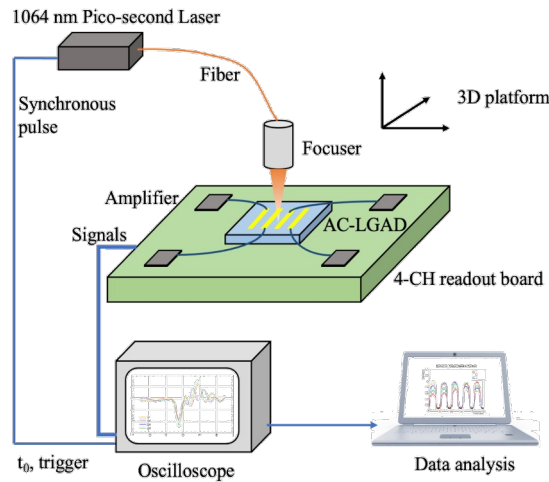 1064 nm Pico-second Laser
Fiber
Synchronous
pulse
3D platform
Focuser
Amplifier
AC-LGAD
Signals
4-CH readout board
t₀, trigger
Oscilloscope
Data analysis